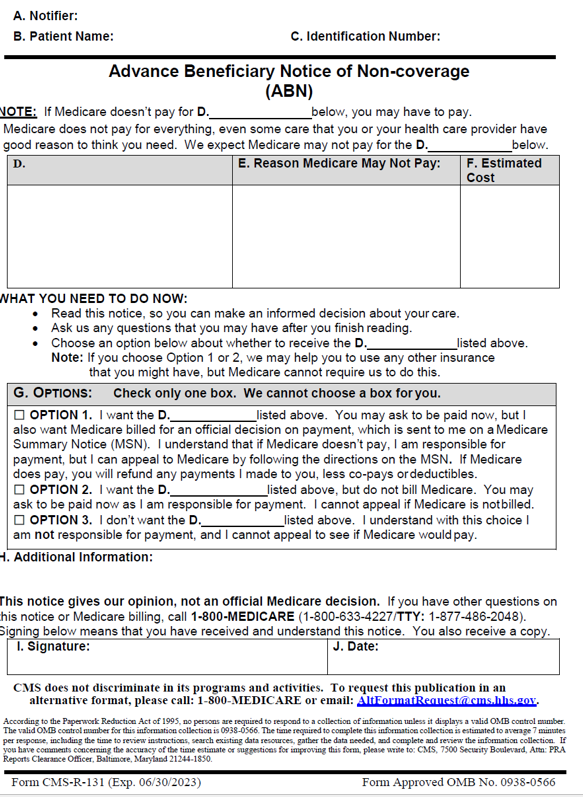 A. Notifier:
B. Patient Name: C. Identification Number:
Advance Beneficiary Notice of Non-coverage
(ABN)
NOTE: If Medicare doesn't pay for D.______________below, you may have to pay.
Medicare does not pay for everything, even some care that you or your health care provider have
good reason to think you need. We expect Medicare may not pay for the D.____________below.
D. E. Reason Medicare May Not Pay: F. Estimated
Cost
WHAT YOU NEED TO DO NOW:
• Read this notice, so you can make an informed decision about your care.
• Ask us any questions that you may have after you finish reading.
• Choose an option below about whether to receive the D.____________listed above.
Note: If you choose Option 1 or 2, we may help you to use any other insurance
that you might have, but Medicare cannot require us to do this.
G. OPTIONS: Check only one box. We cannot choose a box for you.
☐ OPTION 1. I want the D.____________listed above. You may ask to be paid now, but I
also want Medicare billed for an official decision on payment, which is sent to me on a Medicare
Summary Notice (MSN). I understand that if Medicare doesn't pay, I am responsible for
payment, but I can appeal to Medicare by following the directions on the MSN. If Medicare
does pay, you will refund any payments I made to you, less co-pays or deductibles.
☐ OPTION 2. I want the D.____________listed above, but do not bill Medicare. You may
ask to be paid now as I am responsible for payment. I cannot appeal if Medicare is not billed.
☐ OPTION 3. I don't want the D.____________listed above. I understand with this choice I
am not responsible for payment, and I cannot appeal to see if Medicare would pay.
H. Additional Information:
This notice gives our opinion, not an official Medicare decision. If you have other questions on
this notice or Medicare billing, call 1-800-MEDICARE (1-800-633-4227/TTY: 1-877-486-2048).
Signing below means that you have received and understand this notice. You also receive a copy.
I. Signature: J. Date:
CMS does not discriminate in its programs and activities. To request this publication in an
alternative format, please call: 1-800-MEDICARE or email: AltFormatRequest@cms.hhs.gov.
According to the Paperwork Reduction Act of 1995, no persons are required to respond to a collection of information unless it displays a valid OMB control number.
The valid OMB control number for this information collection is 0938-0566. The time required to complete this information collection is estimated to average 7 minutes
per response, including the time to review instructions, search existing data resources, gather the data needed, and complete and review the information collection. If
you have comments concerning the accuracy of the time estimate or suggestions for improving this form, please write to: CMS, 7500 Security Boulevard, Attn: PRA
Reports Clearance Officer, Baltimore, Maryland 21244-1850.
Form CMS-R-131 (Exp. 06/30/2023) Form Approved OMB No. 0938-0566